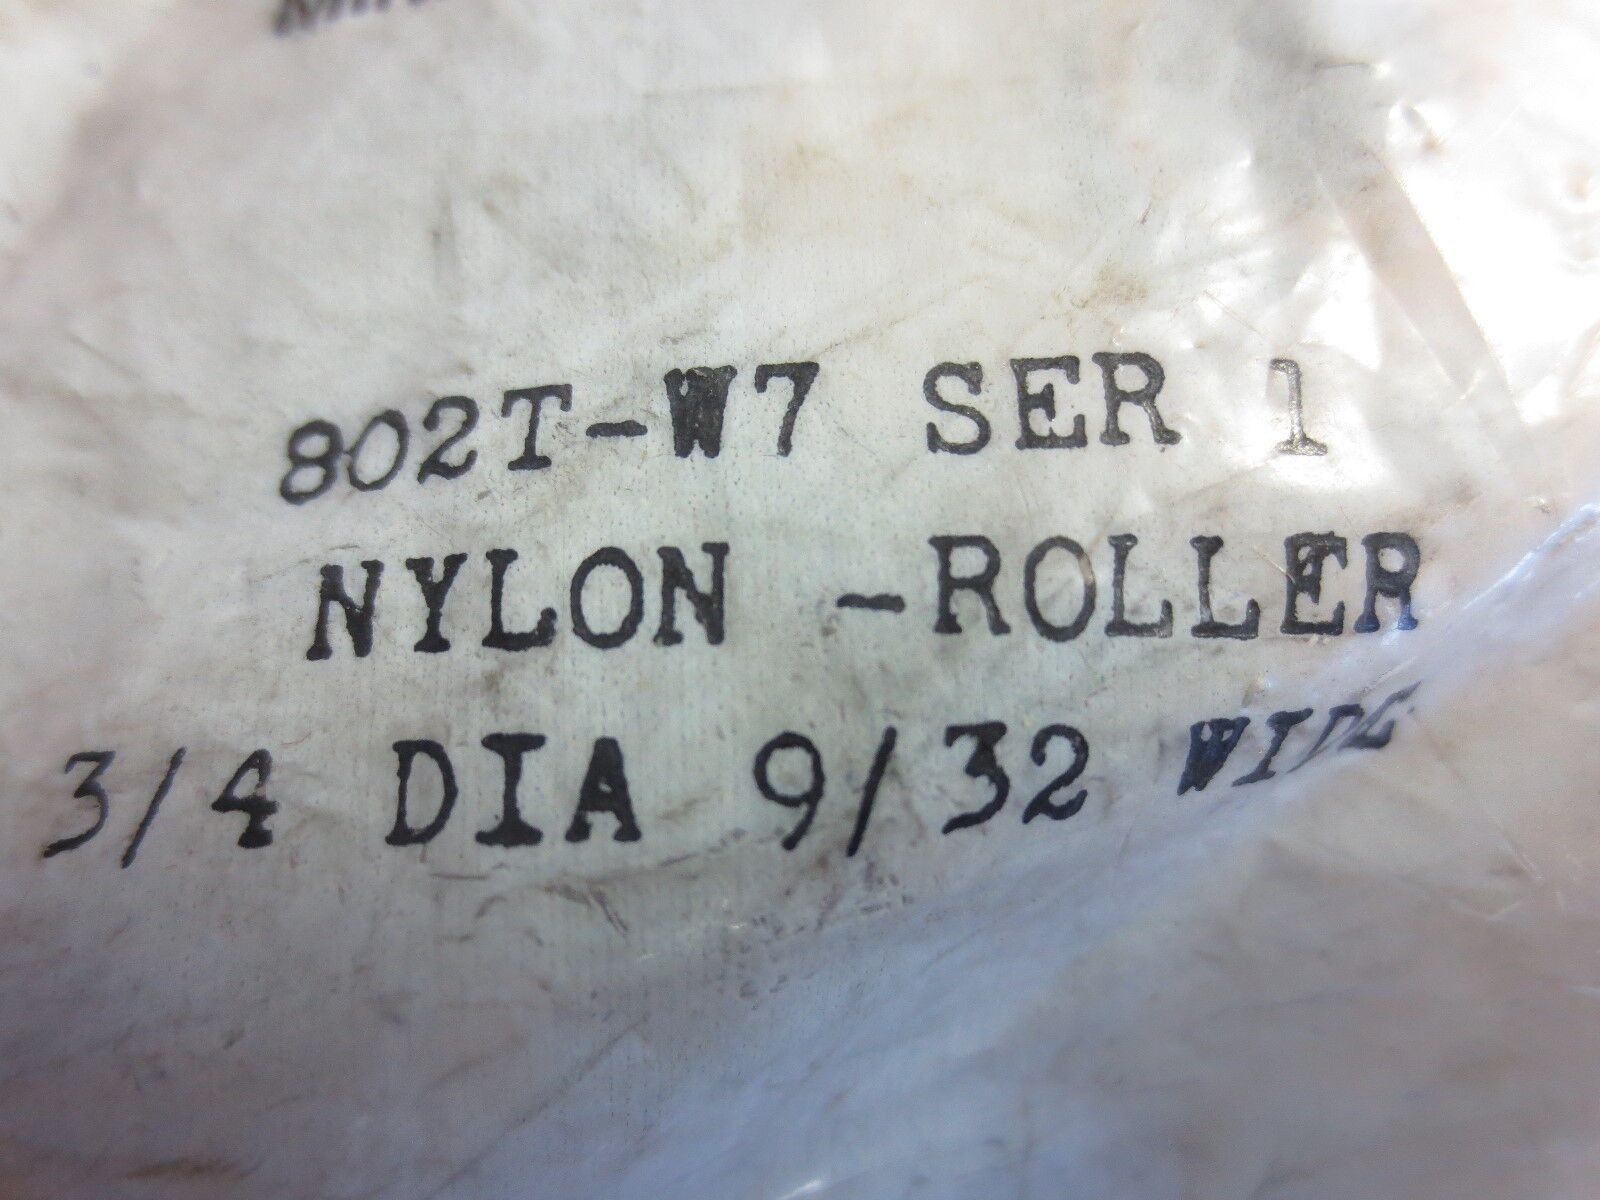 802T-W7 SER 1
NYLON -ROLLER
3/4 DIA 9/32 WIDE